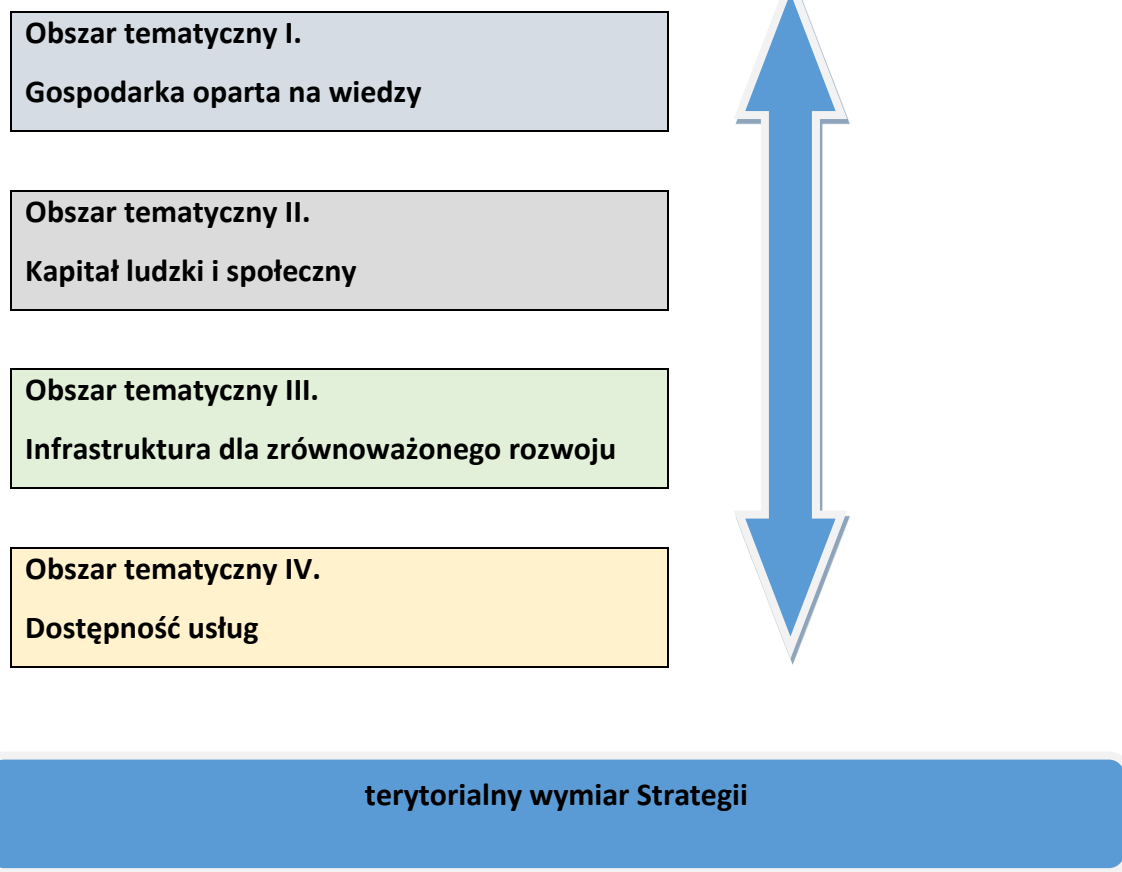 Obszar tematyczny I.
Gospodarka oparta na wiedzy
Obszar tematyczny II.
Kapitał ludzki i społeczny
Obszar tematyczny III.
Infrastruktura dla zrównoważonego rozwoju
Obszar tematyczny IV.
Dostępność usług
terytorialny wymiar Strategii